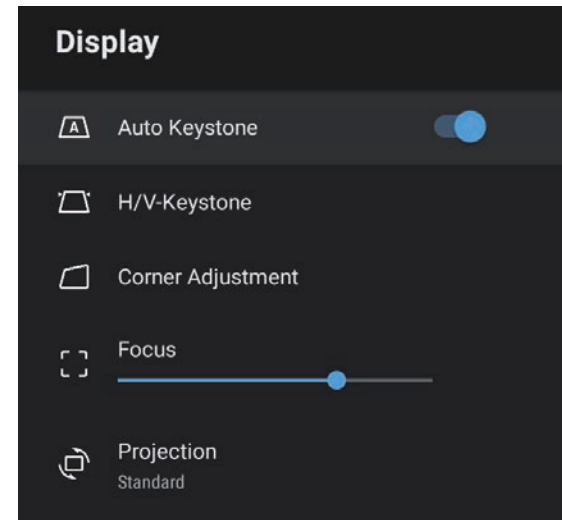 Display
A
Auto Keystone
H/V-Keystone
Corner Adjustment
Focus
Projection
Standard